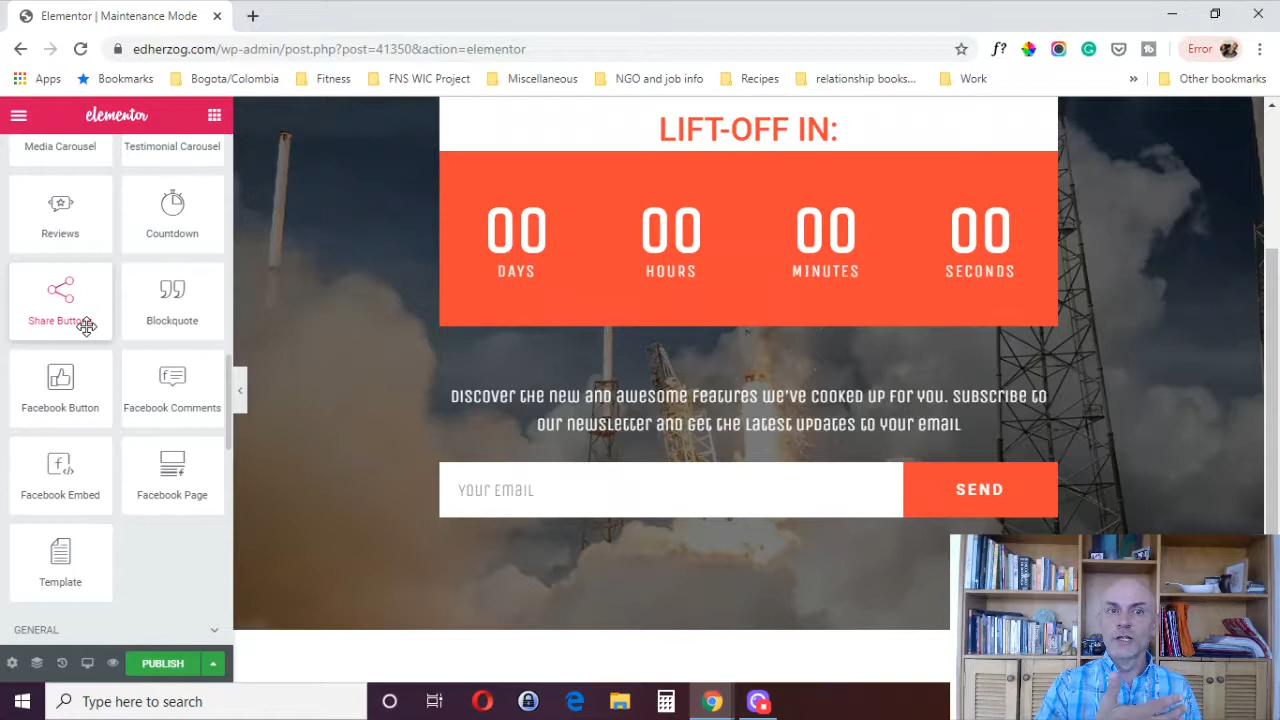 Elementor | Maintenance Mode
edherzog.com/wp-admin/post.php?post=41350&action=elementor
f?
Error
Apps Bookmarks Bogota/Colombia Fitness FNS WIC Project Miscellaneous NGO and job info Recipes relationship books... Work » Other bookmarks
elementor
Media Carousel Testimonial Carousel
Reviews Countdown
Share Butto
Blockquote
Facebook Button Facebook Comments
Facebook Embed Facebook Page
Template
GENERAL
PUBLISH
LIFT-OFF IN:
00 00 00 00
DAYS HOURS MINUTES SECONDS
Discover the new and awesome features we've cooked up for you. Subscribe to
our newsletter and get the latest updates to your email
Your Email
SEND
Type here to search